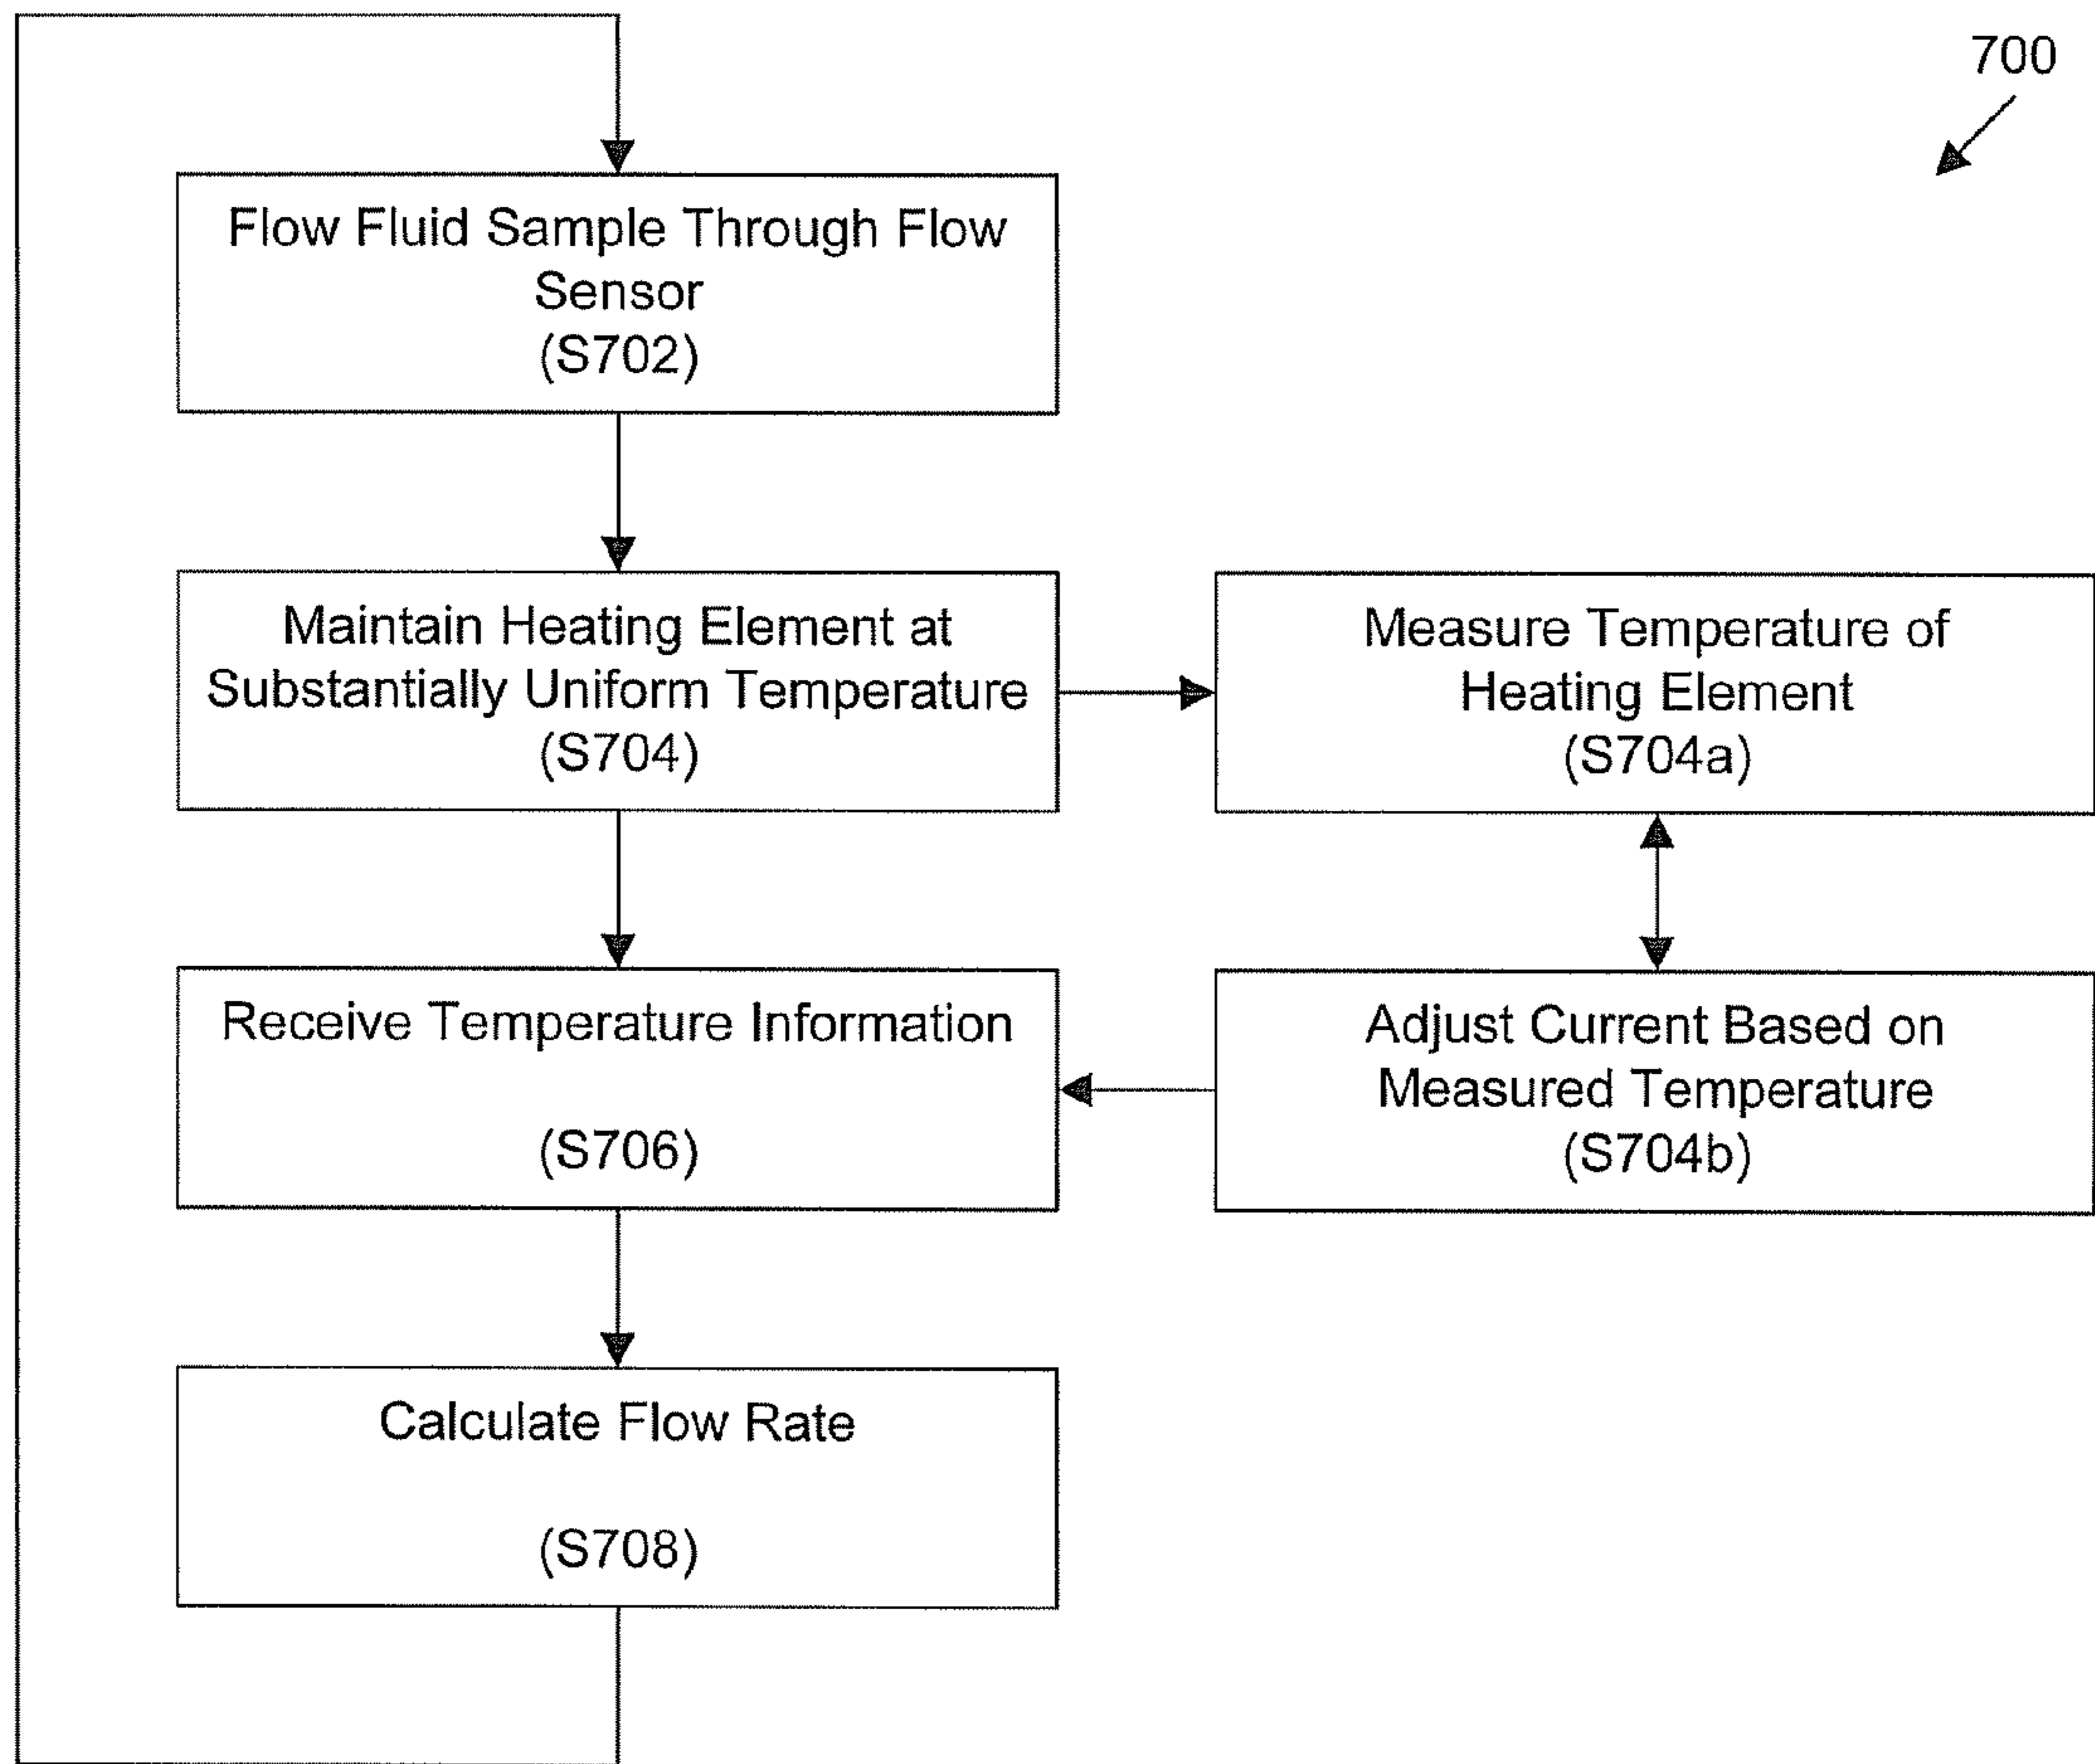 700
Flow Fluid Sample Through Flow
Sensor
(S702)
Maintain Heating Element at
Substantially Uniform Temperature
(S704)
Measure Temperature of
Heating Element
(S704a)
Receive Temperature Information
(S706)
Adjust Current Based on
Measured Temperature
(S704b)
Calculate Flow Rate
(S708)